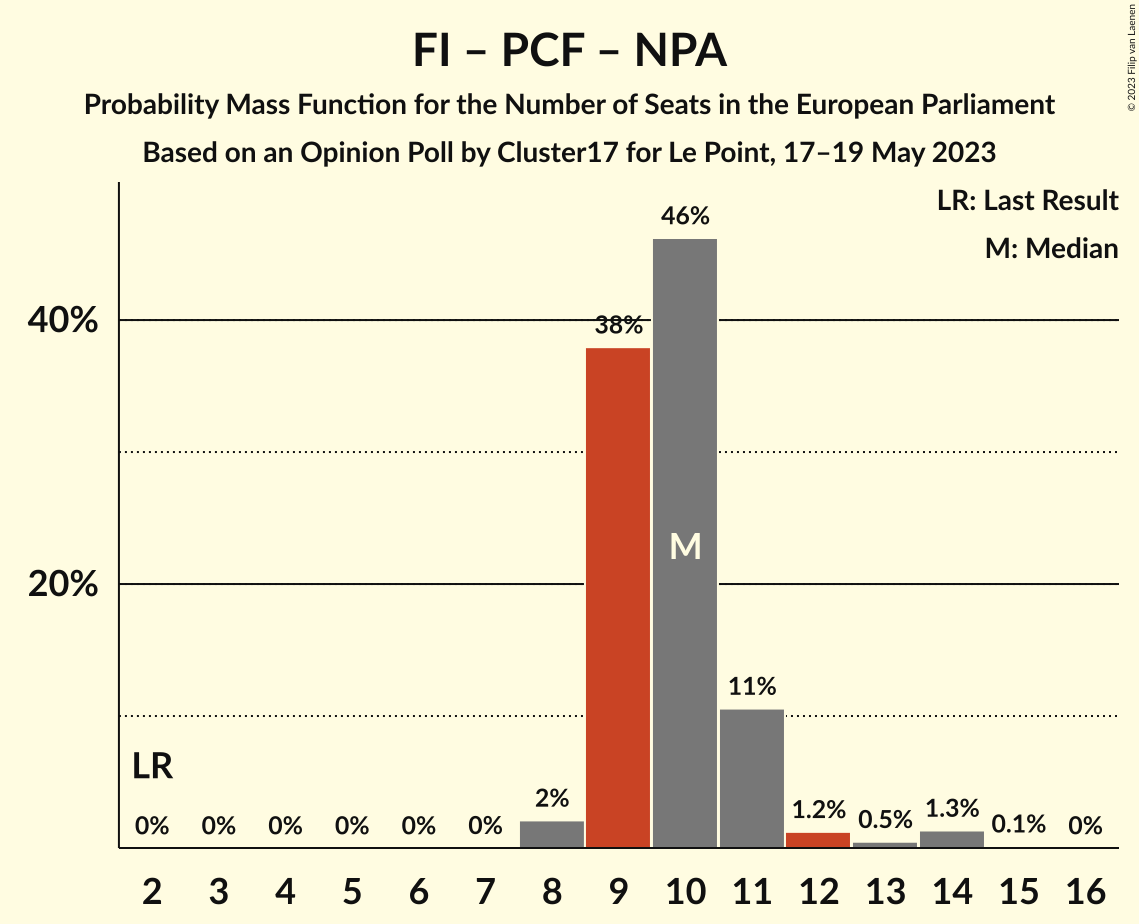 FI – PCF – NPA
Probability Mass Function for the Number of Seats in the European Parliament
Based on an Opinion Poll by Cluster17 for Le Point, 17–19 May 2023
© 2023 Filip van Laenen
LR: Last Result
M: Median
46%
40%
38%
M
20%
11%
LR
2%
1.2%
0.5%
1.3%
0.1%
0%
0%
0%
0%
0%
0%
0%
2 3 4 5 6 7 8 9 10 11 12 13 14 15 16